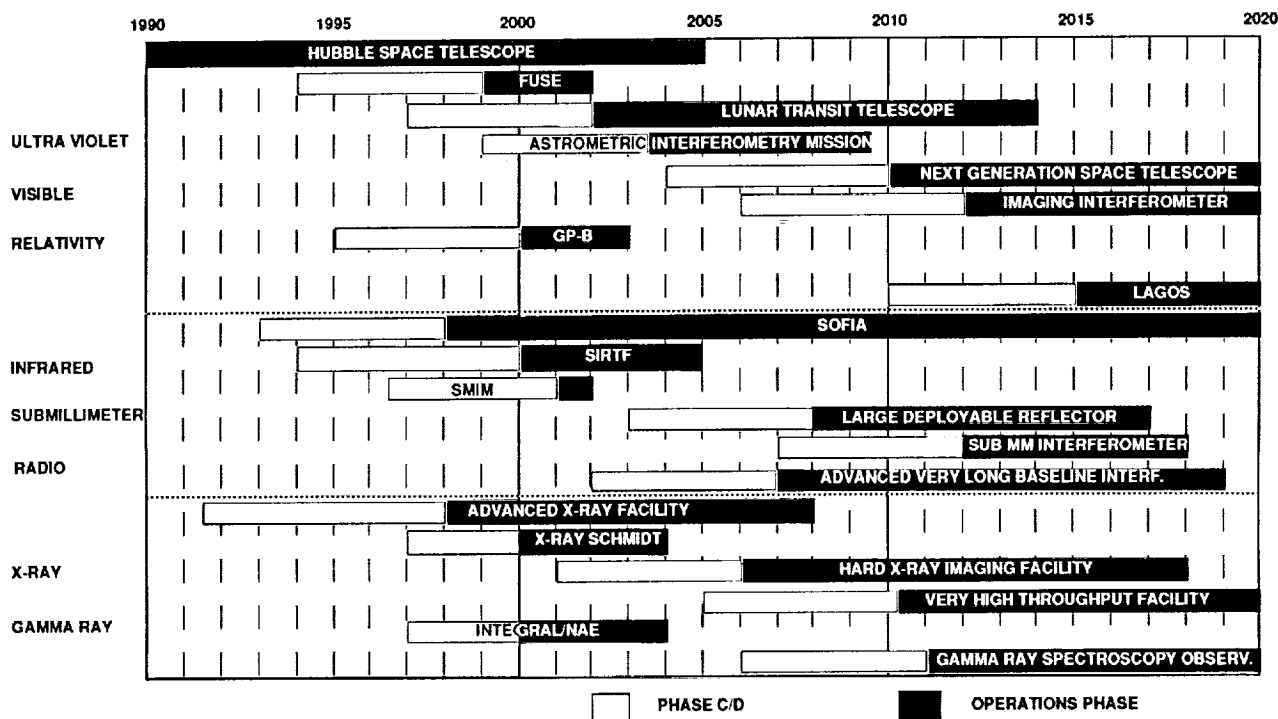 1990 1995 2000 2005 2010 2015 2020
HUBBLE SPACE TELESCOPE
FUSE
LUNAR TRANSIT TELESCOPE
ULTRA VIOLET
ASTROMETRIC INTERFEROMETRY MISSION
NEXT GENERATION SPACE TELESCOPE
VISIBLE
IMAGING INTERFEROMETER
RELATIVITY
GP-B
LAGOS
SOFIA
SIRTF
INFRARED
SMIM
SUBMILLIMETER
LARGE DEPLOYABLE REFLECTOR
SUB MM INTERFEROMETER
RADIO
ADVANCED VERY LONG BASELINE INTERF.
ADVANCED X-RAY FACILITY
X-RAY SCHMIDT
X-RAY
HARD X-RAY IMAGING FACILITY
VERY HIGH THROUGHPUT FACILITY
GAMMA RAY
INTEGRAL/NAE
GAMMA RAY SPECTROSCOPY OBSERV.
PHASE C/D
OPERATIONS PHASE